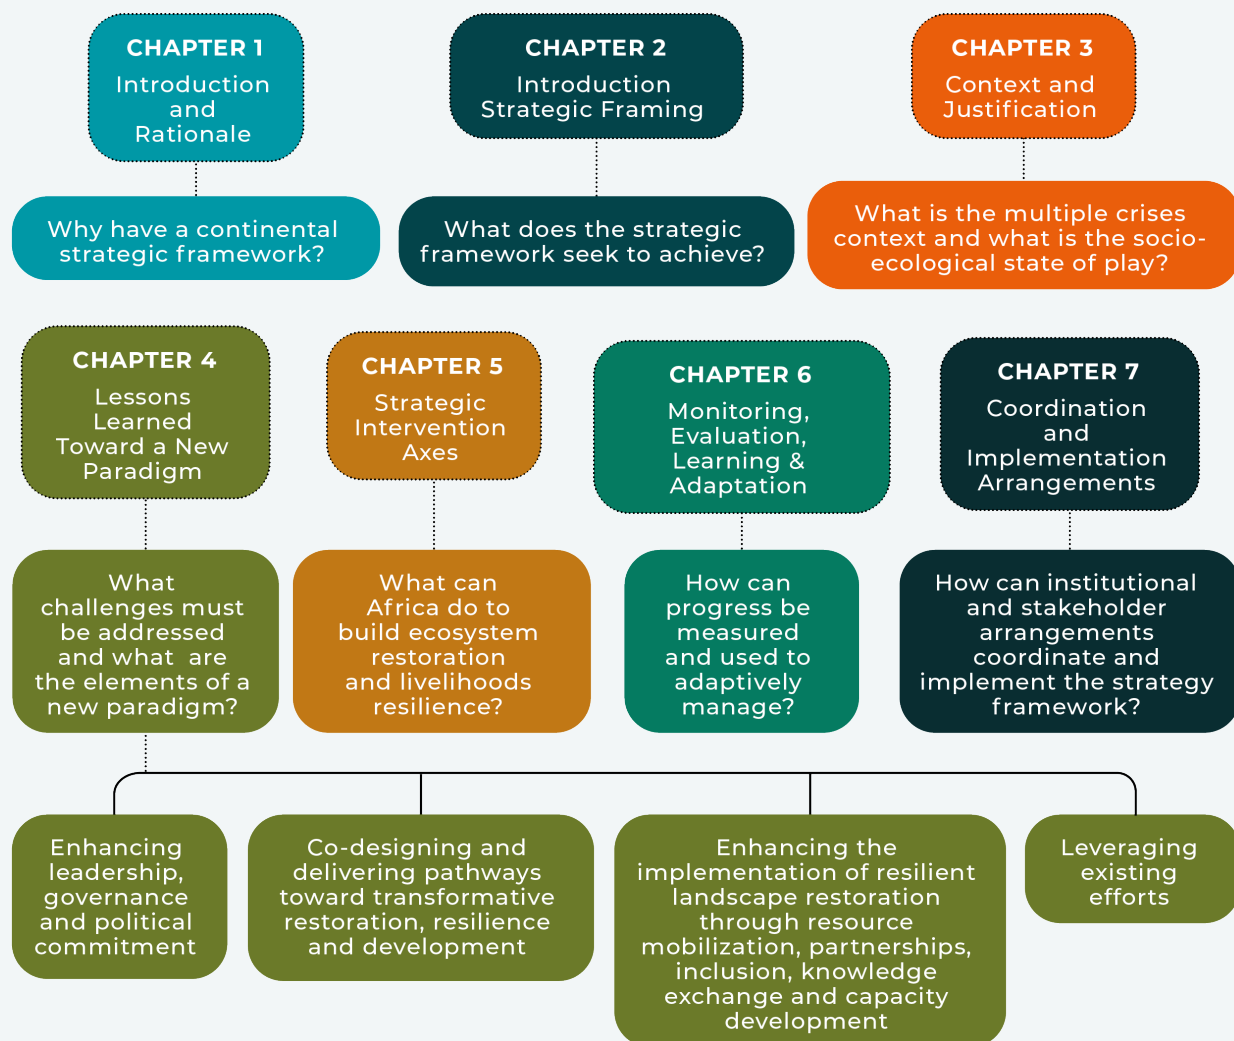 CHAPTER 1
Introduction
and
Rationale
CHAPTER 2
Introduction
Strategic Framing
CHAPTER 3
Context and
Justification
Why have a continental
strategic framework?
What does the strategic
framework seek to achieve?
What is the multiple crises
context and what is the socio-
ecological state of play?
CHAPTER 4
Lessons
Learned
Toward a New
Paradigm
CHAPTER 5
Strategic
Intervention
Axes
CHAPTER 6
Monitoring,
Evaluation,
Learning &
Adaptation
CHAPTER 7
Coordination
and
Implementation
Arrangements
What
challenges must
be addressed
and what are
the elements of a
new paradigm?
What can
Africa do to
build ecosystem
restoration
and livelihoods
resilience?
How can
progress be
measured
and used to
adaptively
manage?
How can institutional
and stakeholder
arrangements
coordinate and
implement the strategy
framework?
Enhancing
leadership,
governance
and political
commitment
Co-designing and
delivering pathways
toward transformative
restoration, resilience
and development
Enhancing the
implementation of resilient
landscape restoration
through resource
mobilization, partnerships,
inclusion, knowledge
exchange and capacity
development
Leveraging
existing
efforts